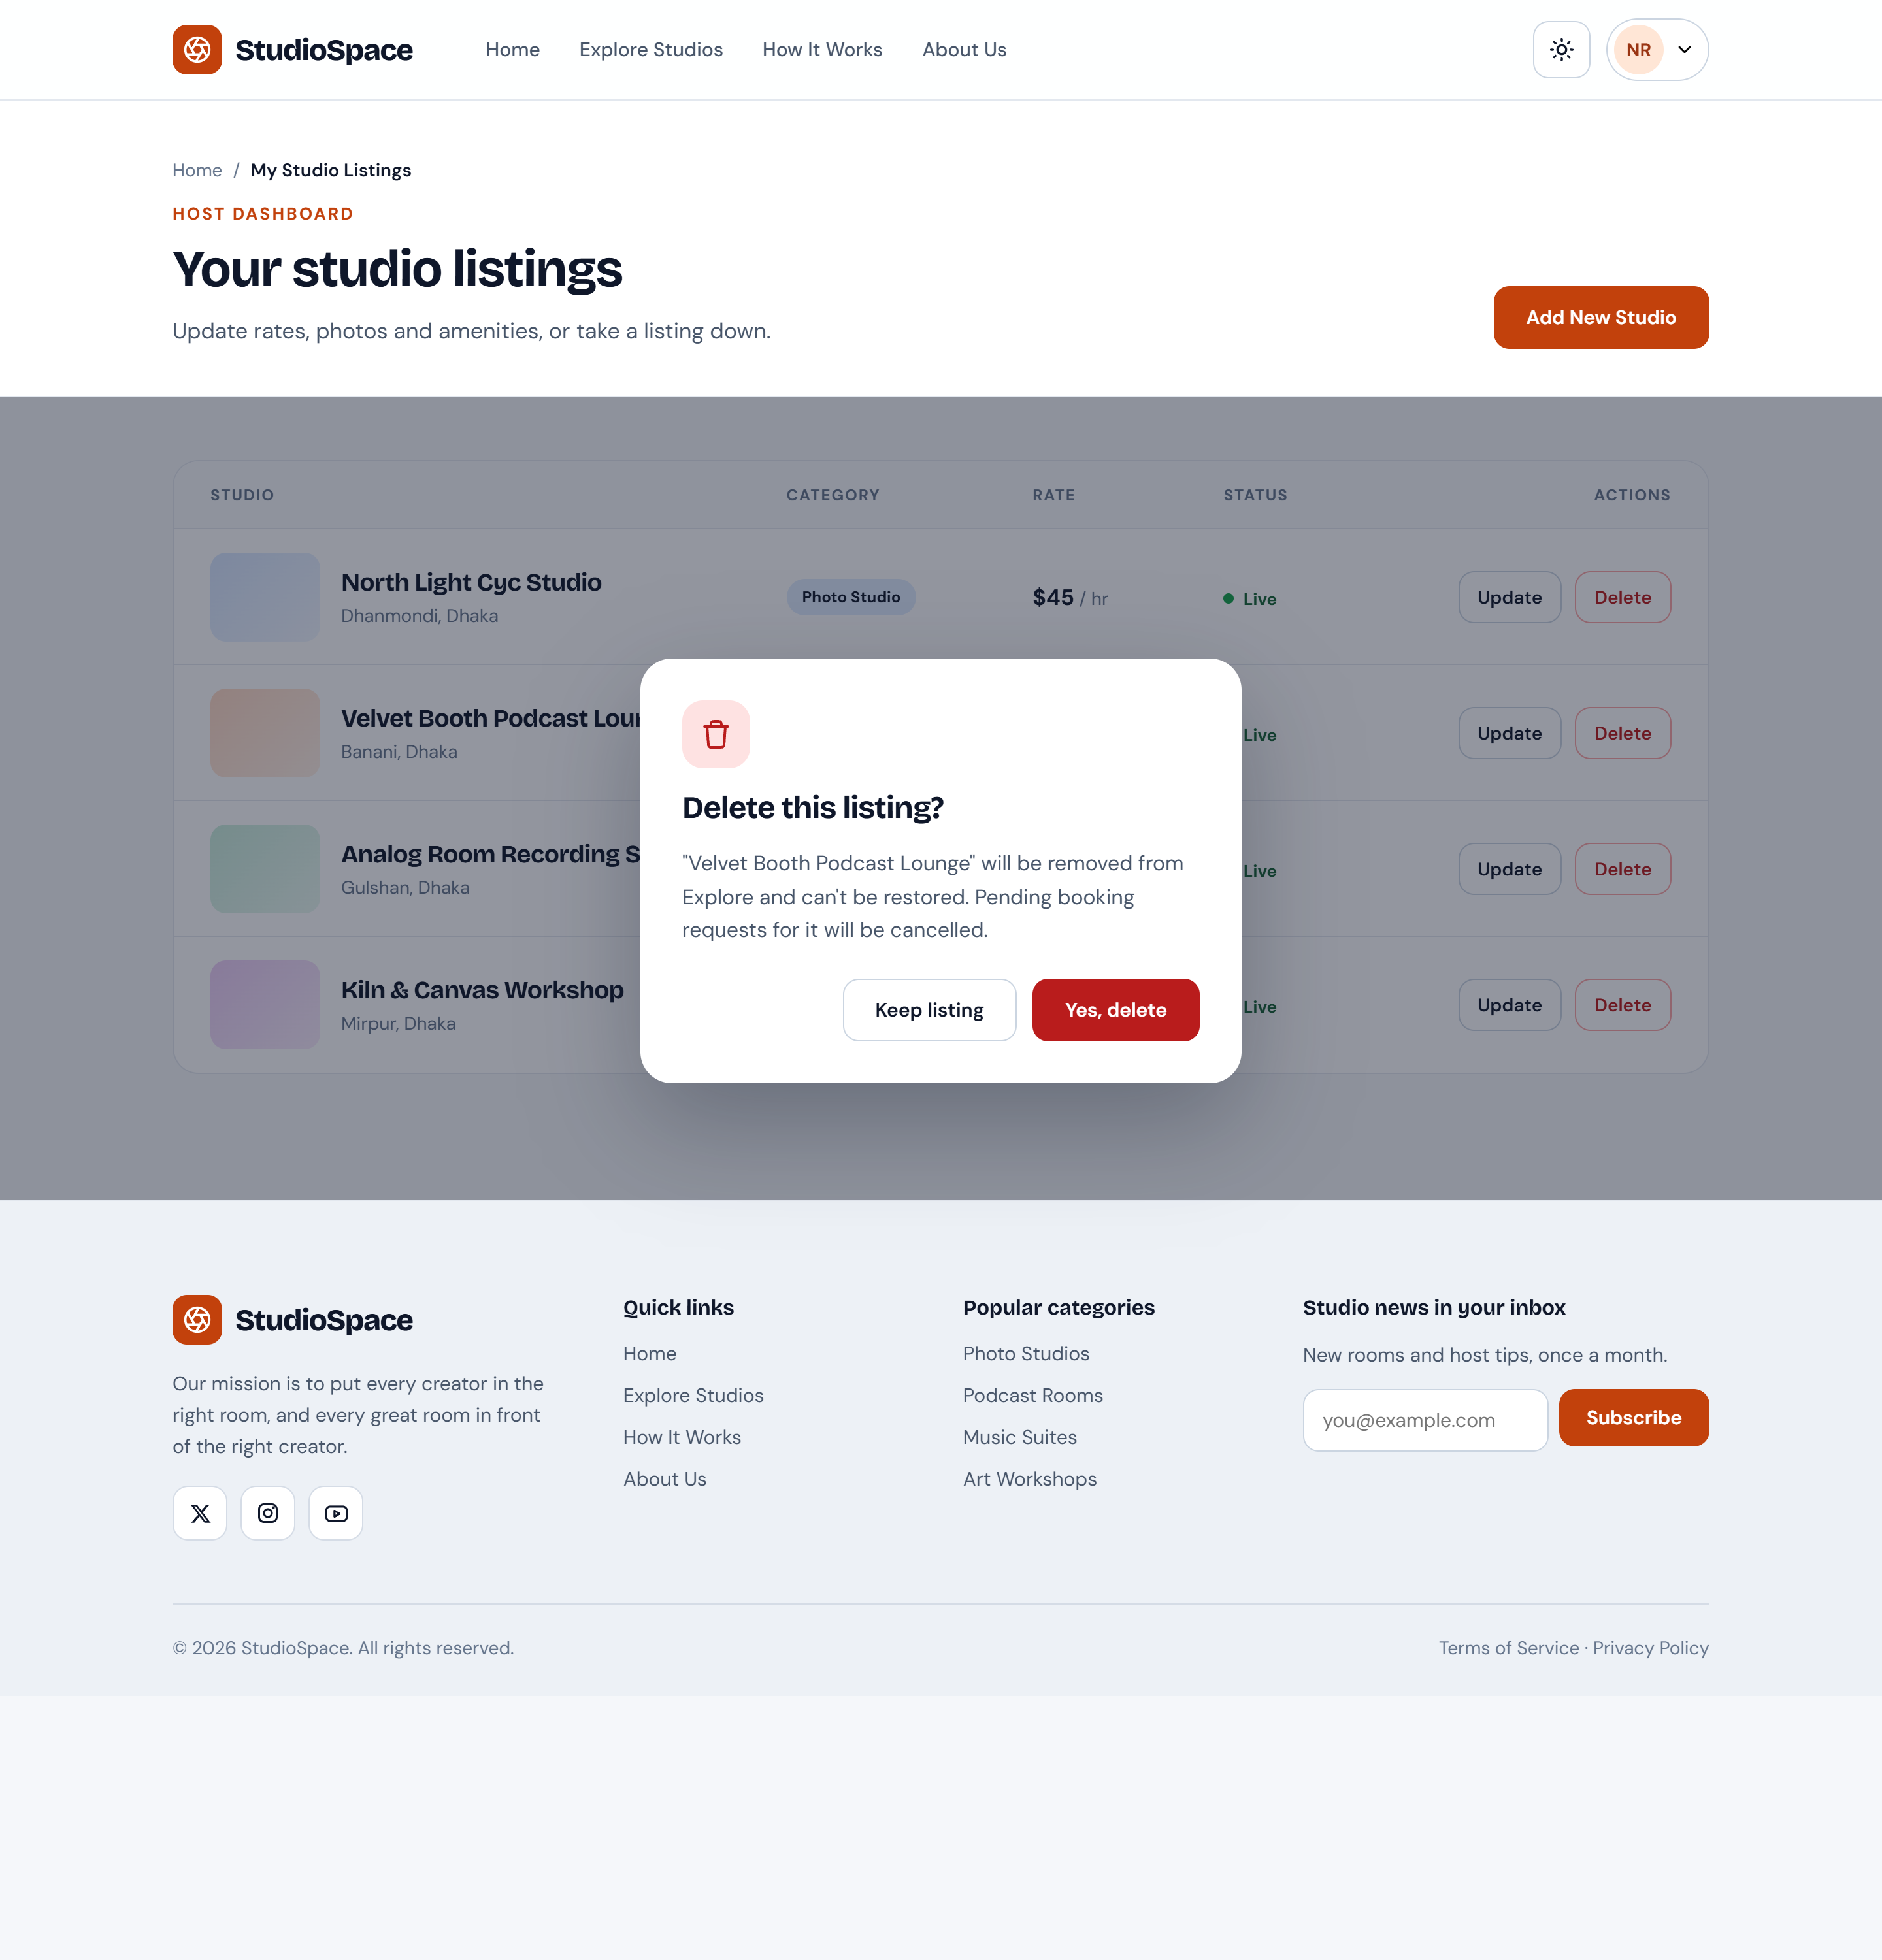 StudioSpace
Home
Explore Studios
How It Works
About Us
NR
Home / My Studio Listings
HOST DASHBOARD
Your studio listings
Update rates, photos and amenities, or take a listing down.
Add New Studio
STUDIO CATEGORY RATE STATUS ACTIONS
North Light Cyc Studio
Dhanmondi, Dhaka
Photo Studio
$45 / hr
Live
Update
Delete
Velvet Booth Podcast
Banani, Dhaka
Live
Update
Delete
Analog Room Recording
Gulshan, Dhaka
Live
Update
Delete
Kiln & Canvas Workshop
Mirpur, Dhaka
Live
Update
Delete
Delete this listing?
"Velvet Booth Podcast Lounge" will be removed from
Explore and can't be restored. Pending booking
requests for it will be cancelled.
Keep listing
Yes, delete
StudioSpace
Our mission is to put every creator in the
right room, and every great room in front
of the right creator.
Quick links
Home
Explore Studios
How It Works
About Us
Popular categories
Photo Studios
Podcast Rooms
Music Suites
Art Workshops
Studio news in your inbox
New rooms and host tips, once a month.
you@example.com
Subscribe
© 2026 StudioSpace. All rights reserved.
Terms of Service · Privacy Policy